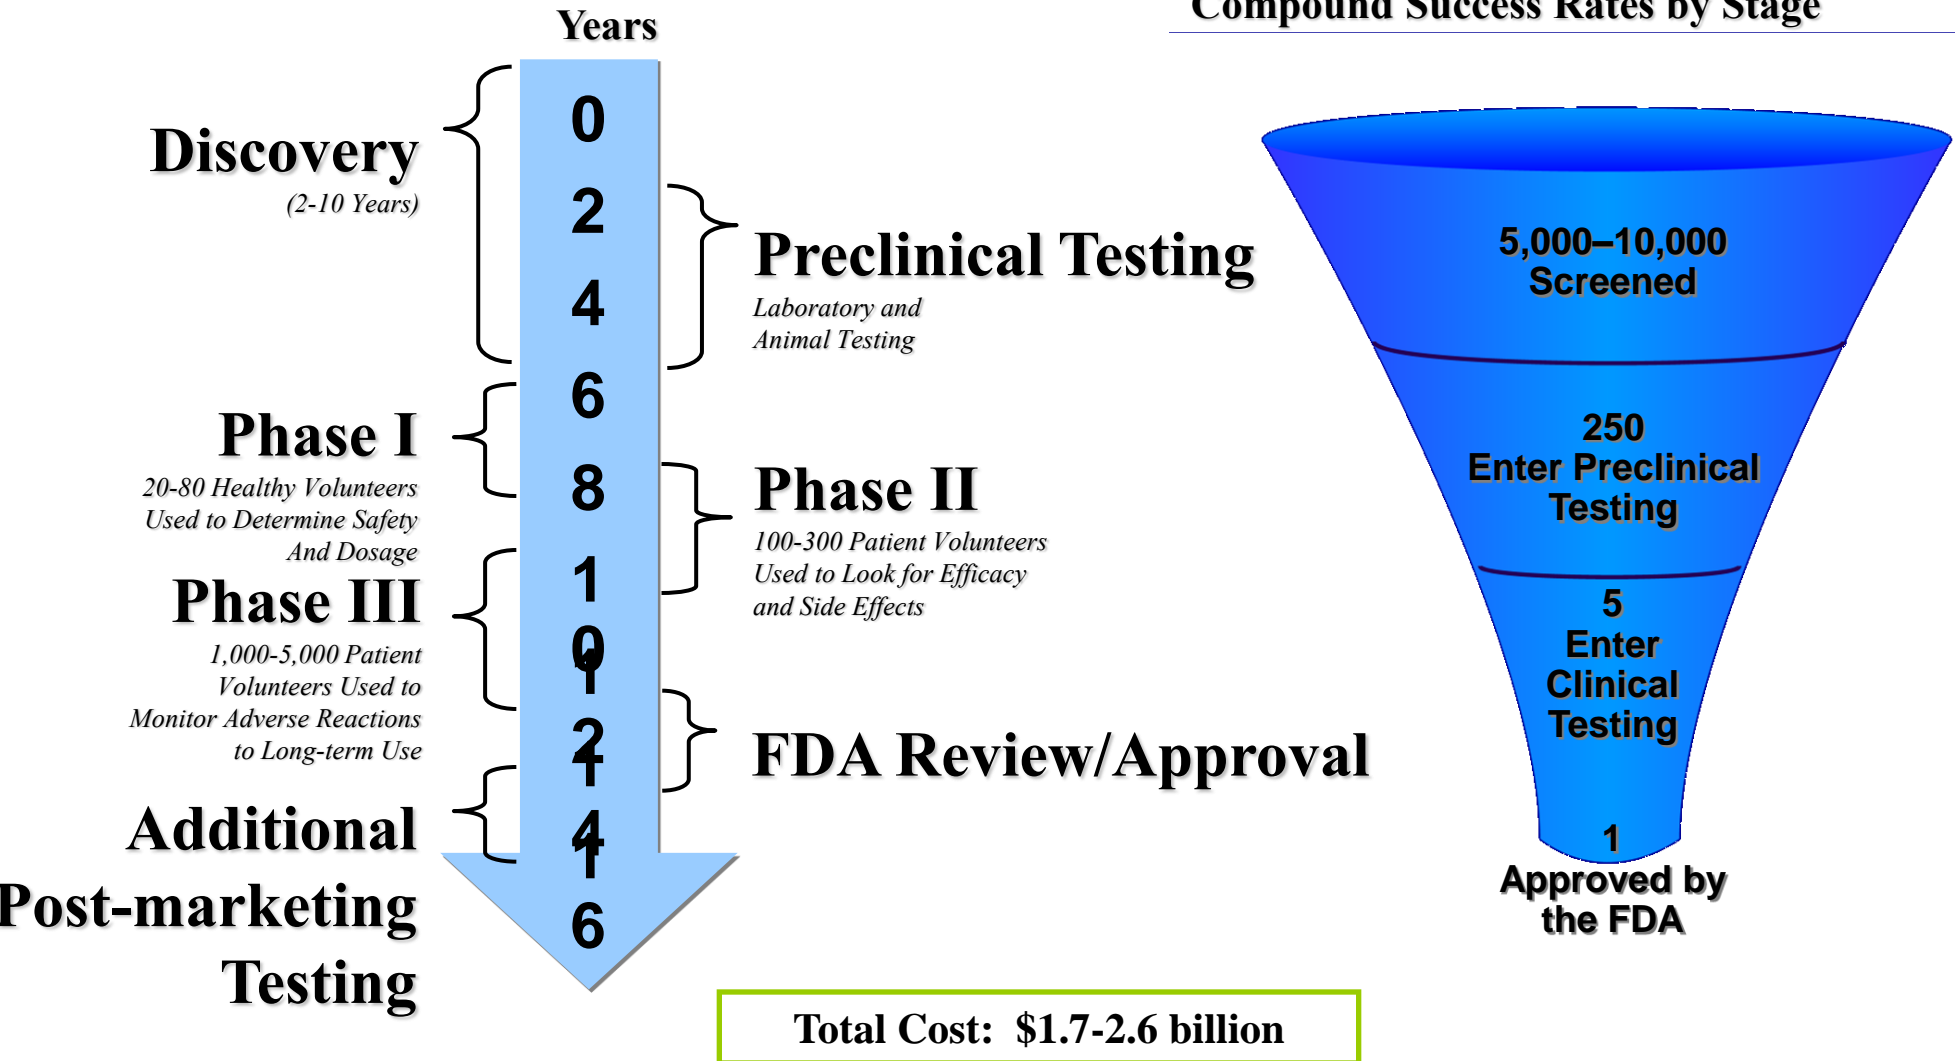 Years
Compound Success Rates by Stage
0
2
4
6
8
10
12
14
16
Discovery
(2-10 Years)
Preclinical Testing
Laboratory and
Animal Testing
Phase I
20-80 Healthy Volunteers
Used to Determine Safety
And Dosage
Phase II
100-300 Patient Volunteers
Used to Look for Efficacy
and Side Effects
Phase III
1,000-5,000 Patient
Volunteers Used to
Monitor Adverse Reactions
to Long-term Use
FDA Review/Approval
Additional
Post-marketing
Testing
5,000–10,000
Screened
250
Enter Preclinical
Testing
5
Enter
Clinical
Testing
1
Approved by
the FDA
Total Cost:  $1.7-2.6 billion